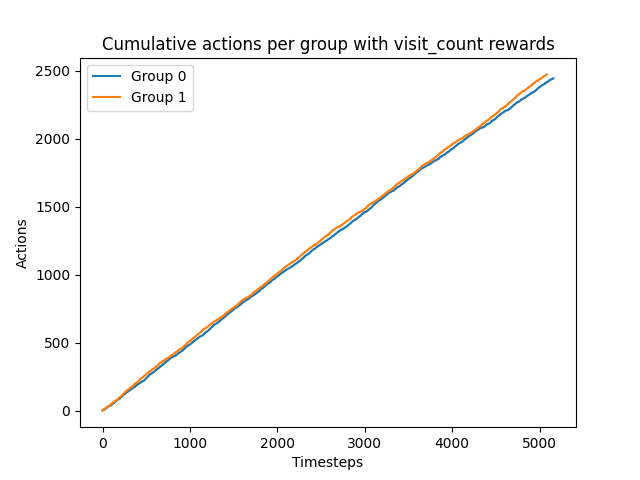 Cumulative actions per group with visit_count rewards
Group 0
Group 1
2500
2000
1500
1000
500
0
Actions
0 1000 2000 3000 4000 5000
Timesteps